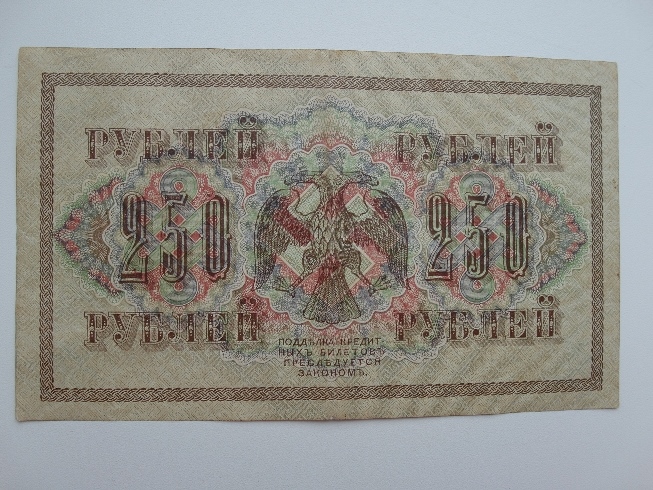 РУБЛЕЙ РУБЛЕЙ
250 250
РУБЛЕЙ РУБЛЕЙ
ПОДДѢЛКА КРЕДИТ-
НЫХЪ БИЛЕТОВЪ
ПРЕСЛѢДУЕТСЯ
ЗАКОНОМЪ.